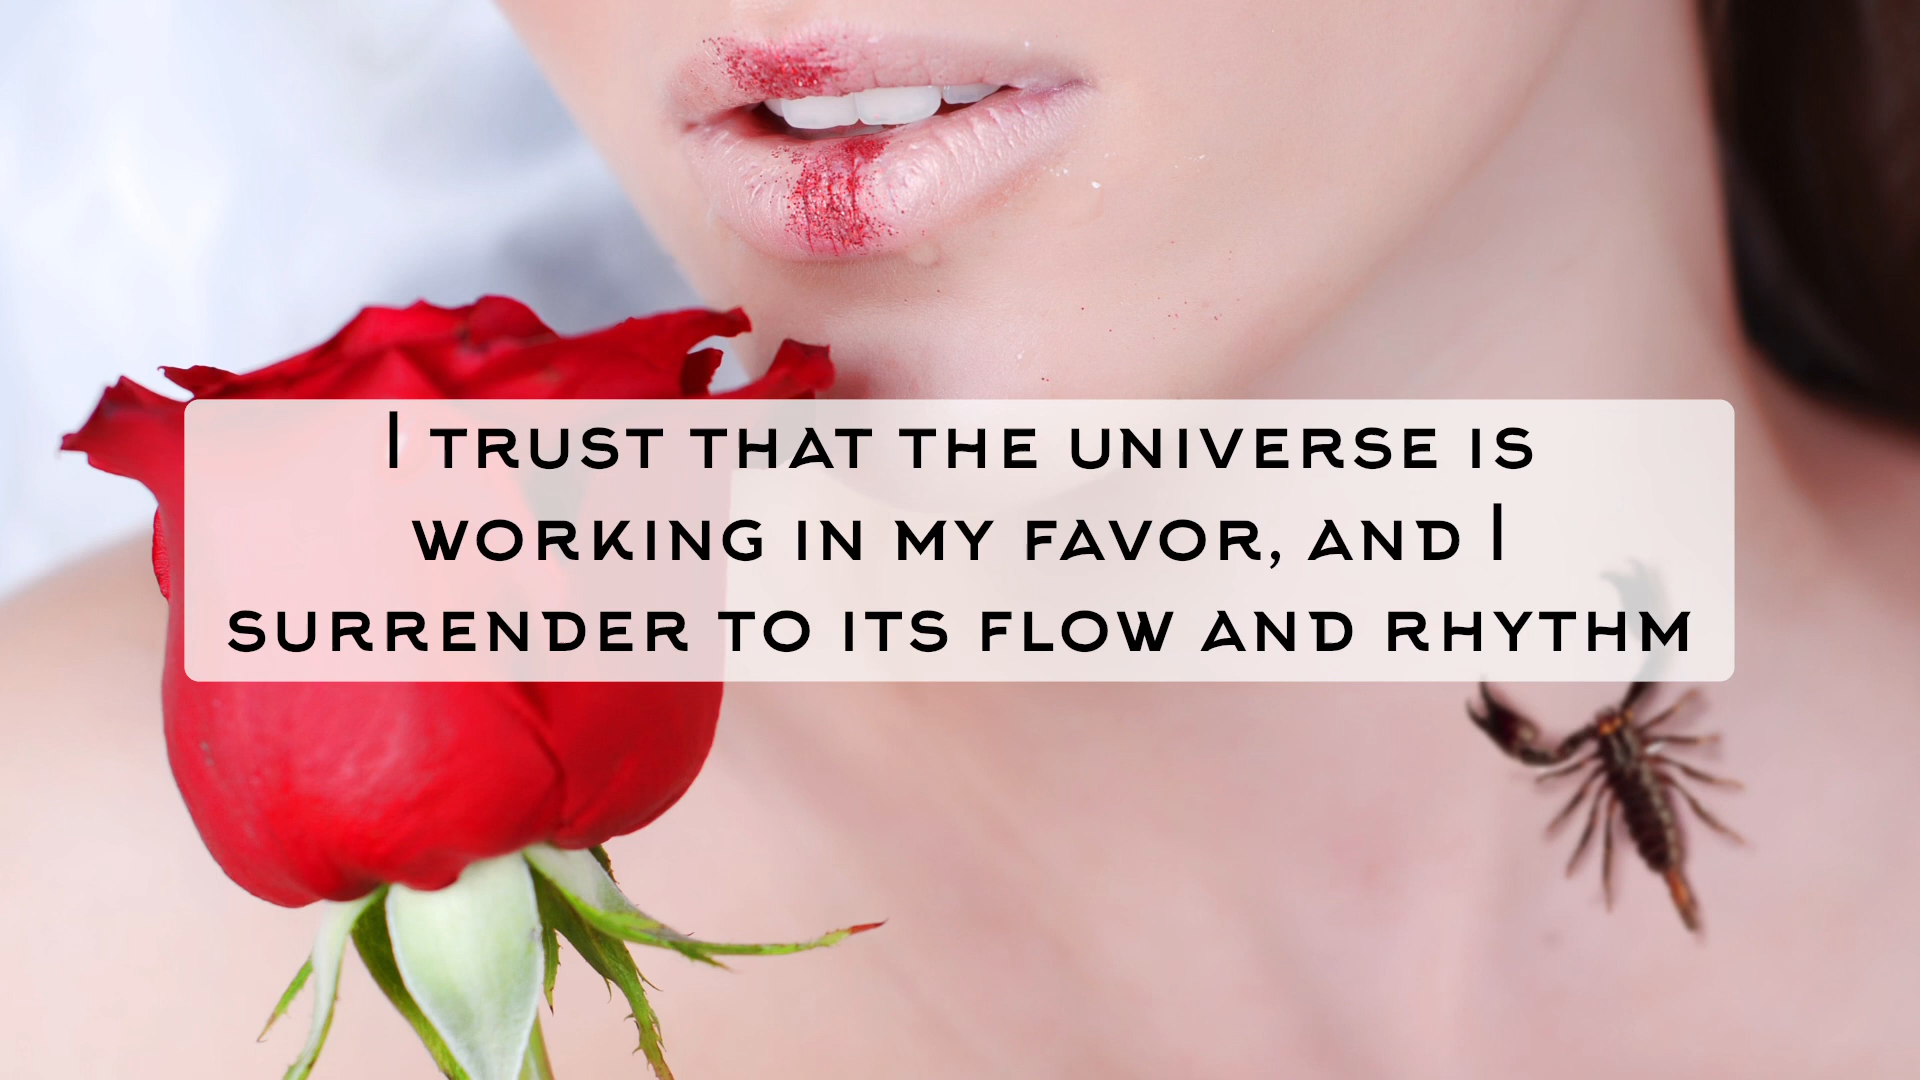 I TRUST THAT THE UNIVERSE IS
WORKING IN MY FAVOR, AND I
SURRENDER TO ITS FLOW AND RHYTHM